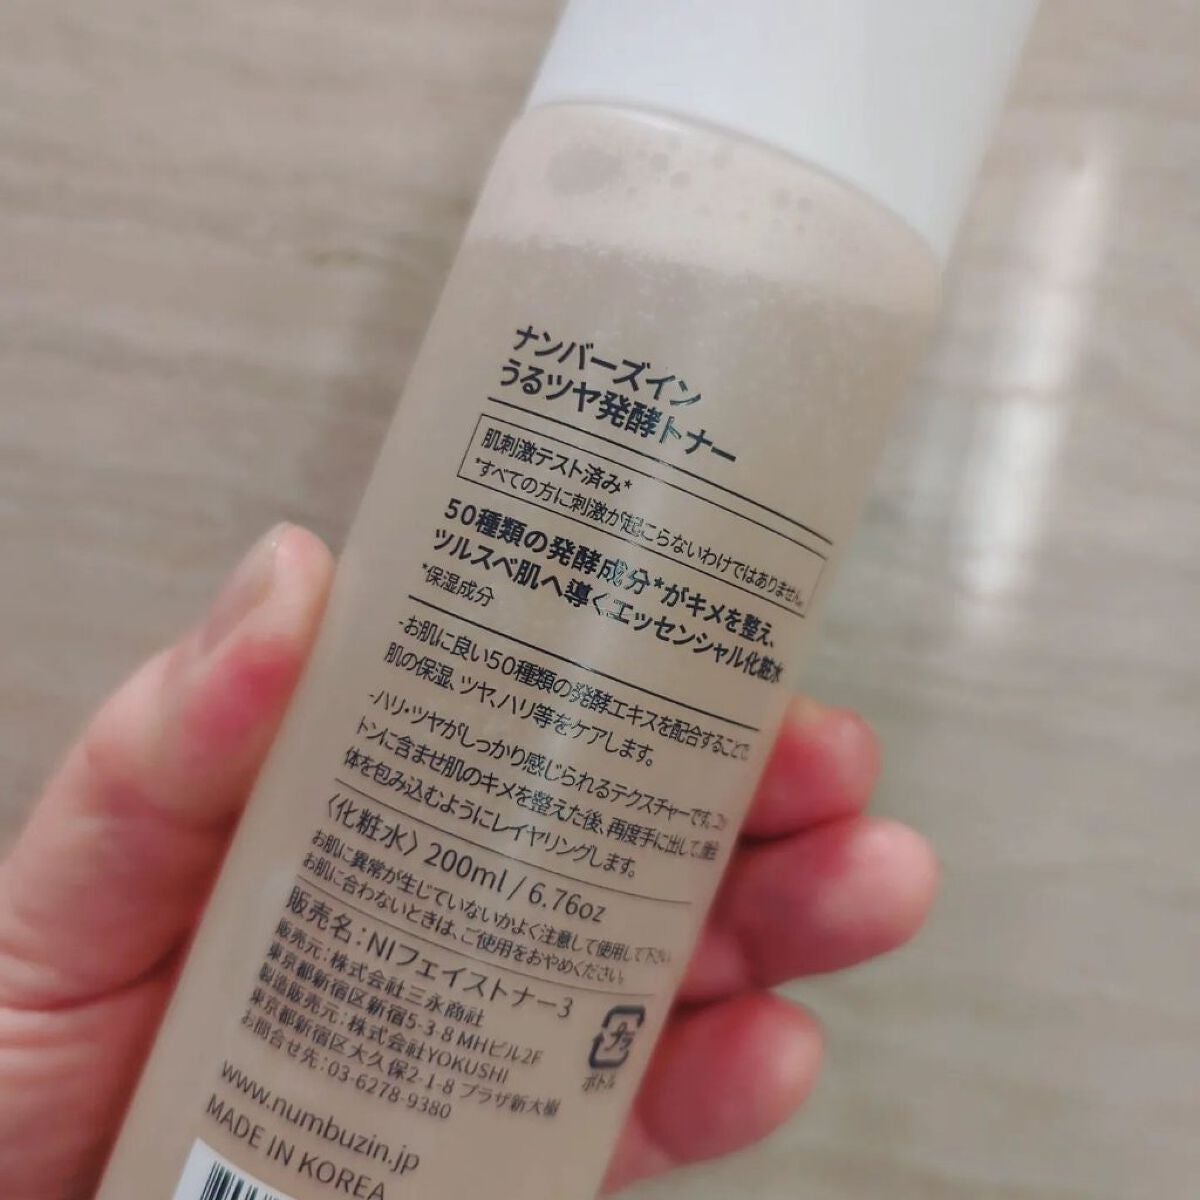 ナンバーズイン
うるツヤ発酵トナー
肌刺激テスト済み*
*すべての方に刺激が起こらないわけではありません。
50種類の発酵成分*がキメを整え、
ツルスベ肌へ導くエッセンシャル化粧水
*保湿成分
-お肌に良い50種類の発酵エキスを配合することで、
肌の保湿、ツヤ、ハリ等をケアします。
-ハリ・ツヤがしっかり感じられるテクスチャーです。コッ
トンに含ませ肌のキメを整えた後、再度手に出して、顔全
体を包み込むようにレイヤリングします。
〈化粧水〉 200ml / 6.76oz
お肌に異常が生じていないかよく注意して使用して下さい。
お肌に合わないときは、ご使用をおやめください。
販売名：NIフェイストナー3
販売元：株式会社三永商社
東京都新宿区新宿5-3-8 MHビル2F
製造販売元：株式会社YOKUSHI
東京都新宿区大久保2-1-8 プラザ新大樹
お問合せ先：03-6278-9380
プラ
ボトル
www.numbuzin.jp
MADE IN KOREA